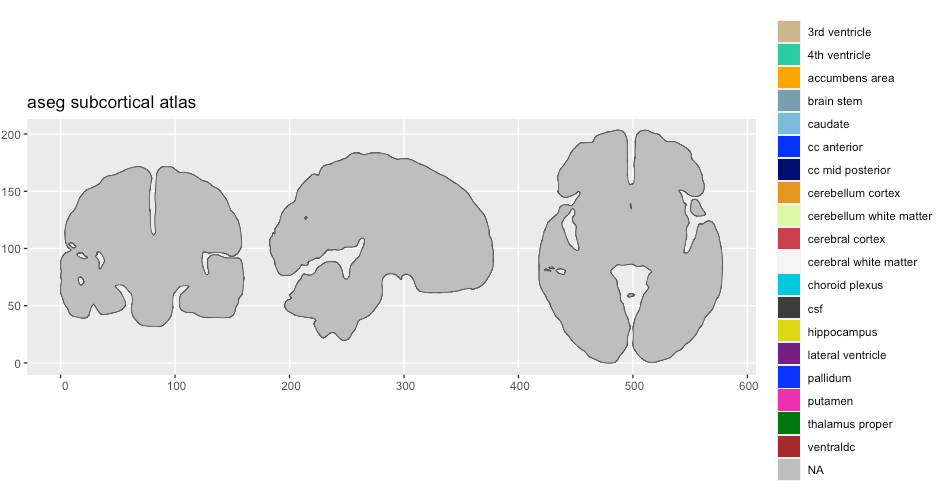 aseg subcortical atlas
200
150
100
50
0
0 100 200 300 400 500 600
3rd ventricle
4th ventricle
accumbens area
brain stem
caudate
cc anterior
cc mid posterior
cerebellum cortex
cerebellum white matter
cerebral cortex
cerebral white matter
choroid plexus
csf
hippocampus
lateral ventricle
pallidum
putamen
thalamus proper
ventraldc
NA